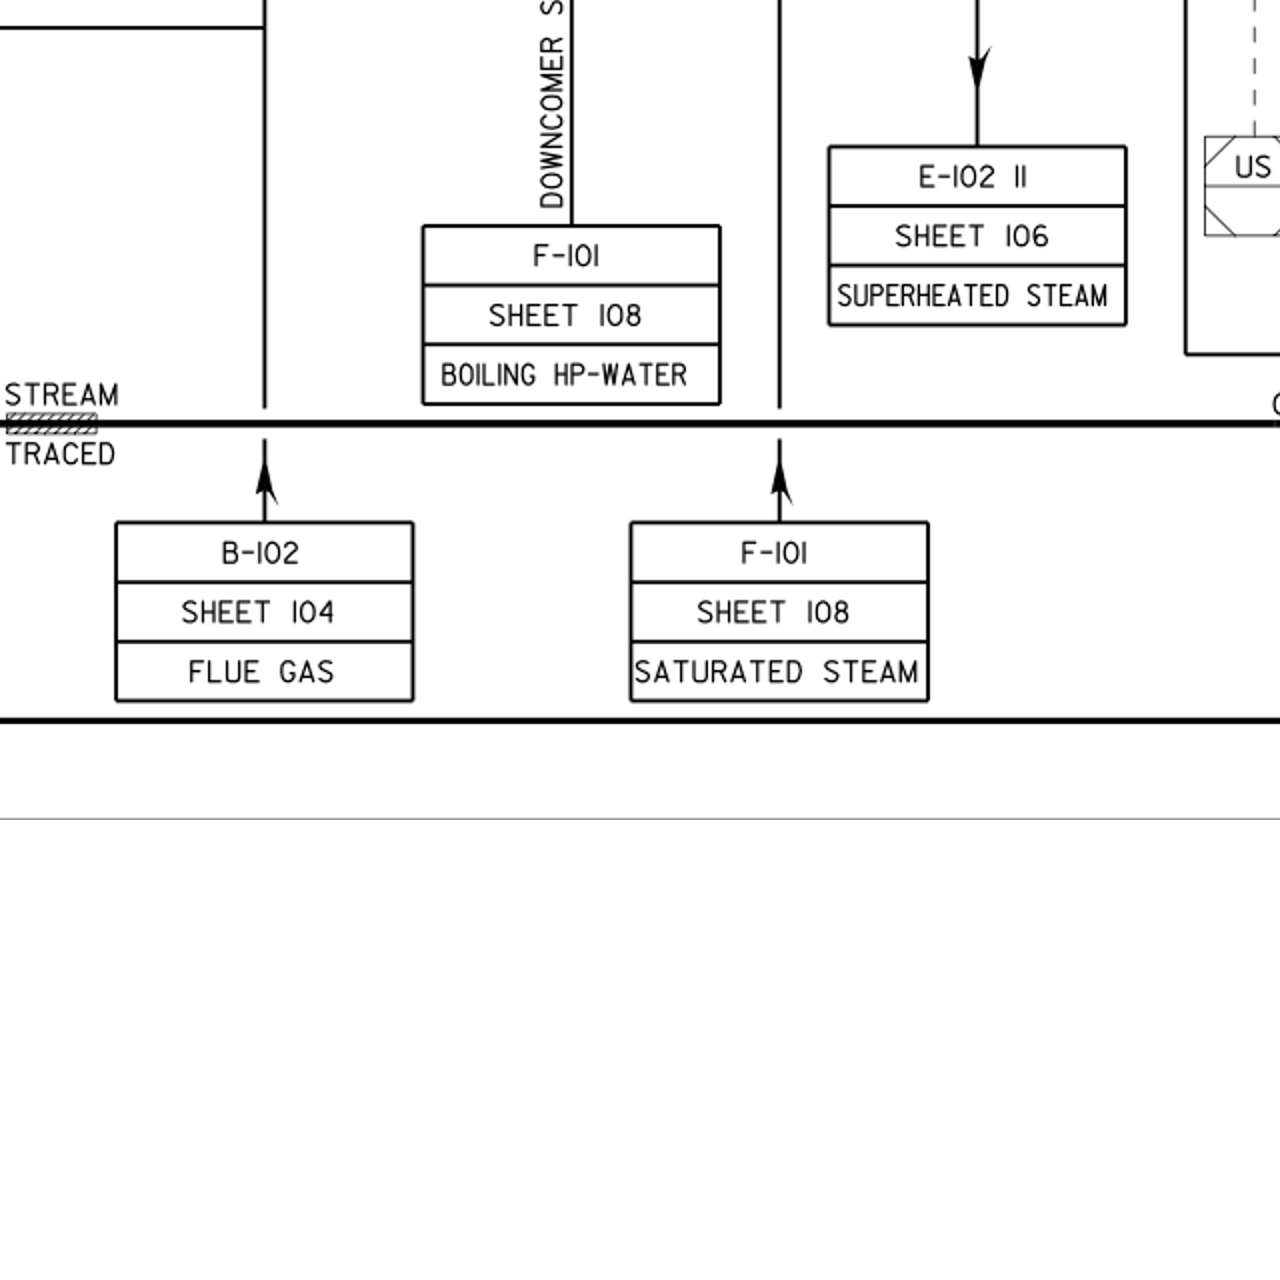 DOWNCOMER S
E-102 II
SHEET 106
SUPERHEATED STEAM
US
F-101
SHEET 108
BOILING HP-WATER
STREAM
TRACED
B-102
SHEET 104
FLUE GAS
F-101
SHEET 108
SATURATED STEAM